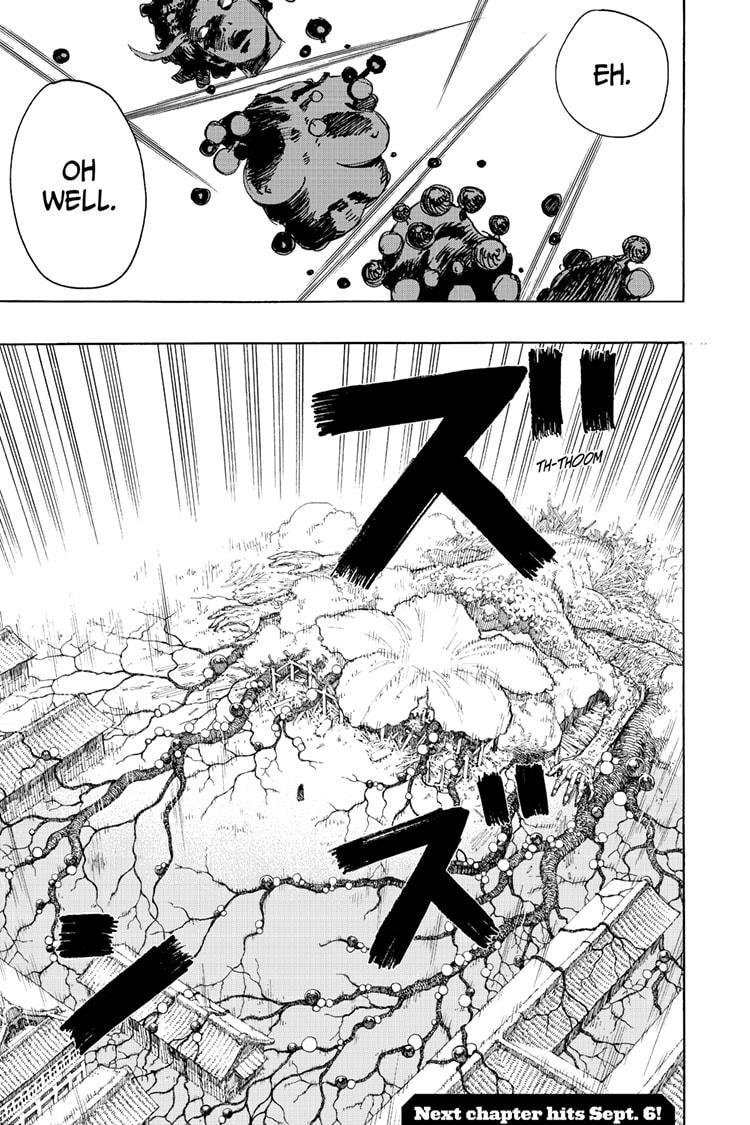 EH.
OH
WELL.
ズズン
TH-THOOM
Next chapter hits Sept. 6!